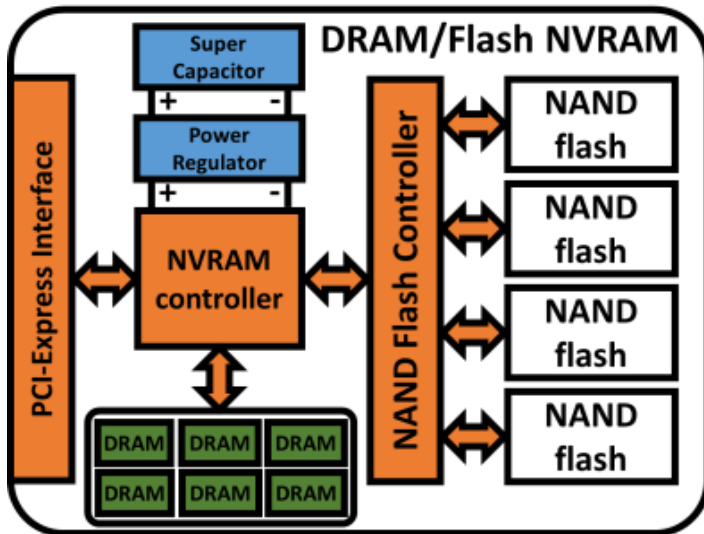 DRAM/Flash NVRAM
Super
Capacitor
+ -
Power
Regulator
+ -
PCI-Express Interface
NVRAM
controller
NAND Flash Controller
NAND
flash
NAND
flash
NAND
flash
NAND
flash
DRAM DRAM DRAM
DRAM DRAM DRAM